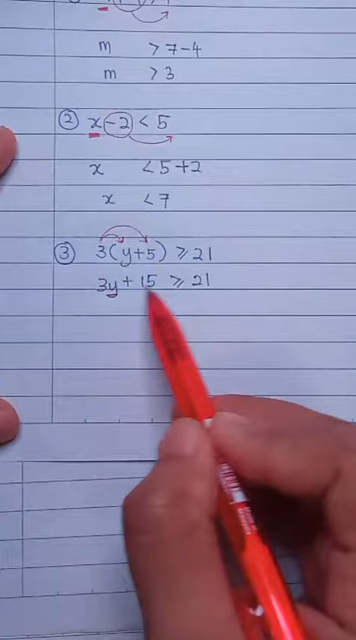 m > 7 - 4
m > 3
② x - 2 < 5
x < 5 + 2
x < 7
③ 3(y + 5) ≥ 21
3y + 15 ≥ 21